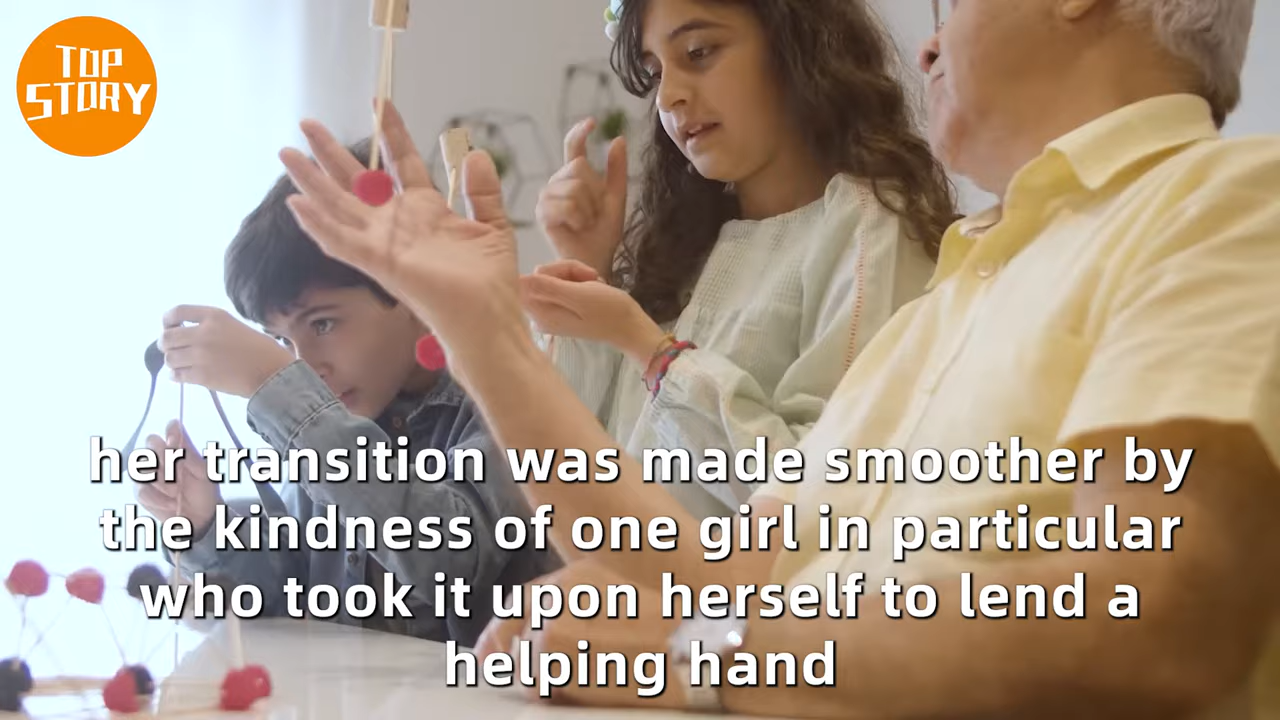 TOP
STORY
her transition was made smoother by
the kindness of one girl in particular
who took it upon herself to lend a
helping hand